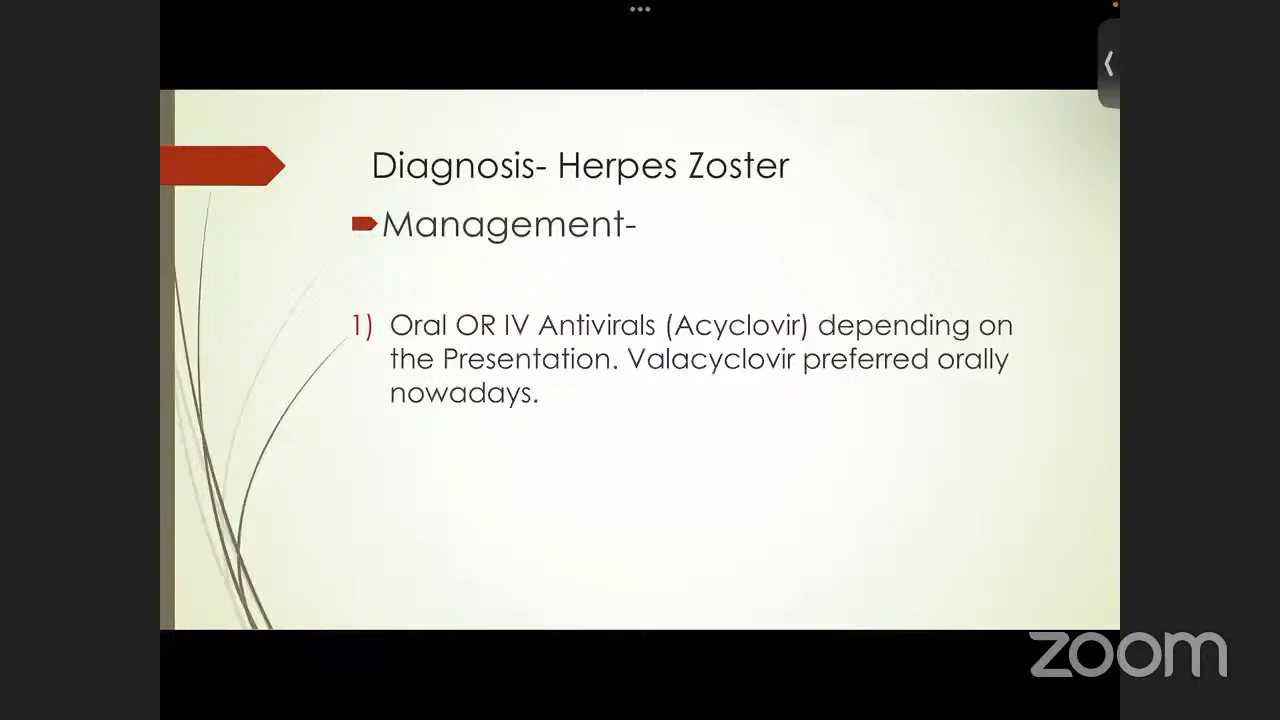 Diagnosis- Herpes Zoster
Management-
1) Oral OR IV Antivirals (Acyclovir) depending on
the Presentation. Valacyclovir preferred orally
nowadays.
zoom